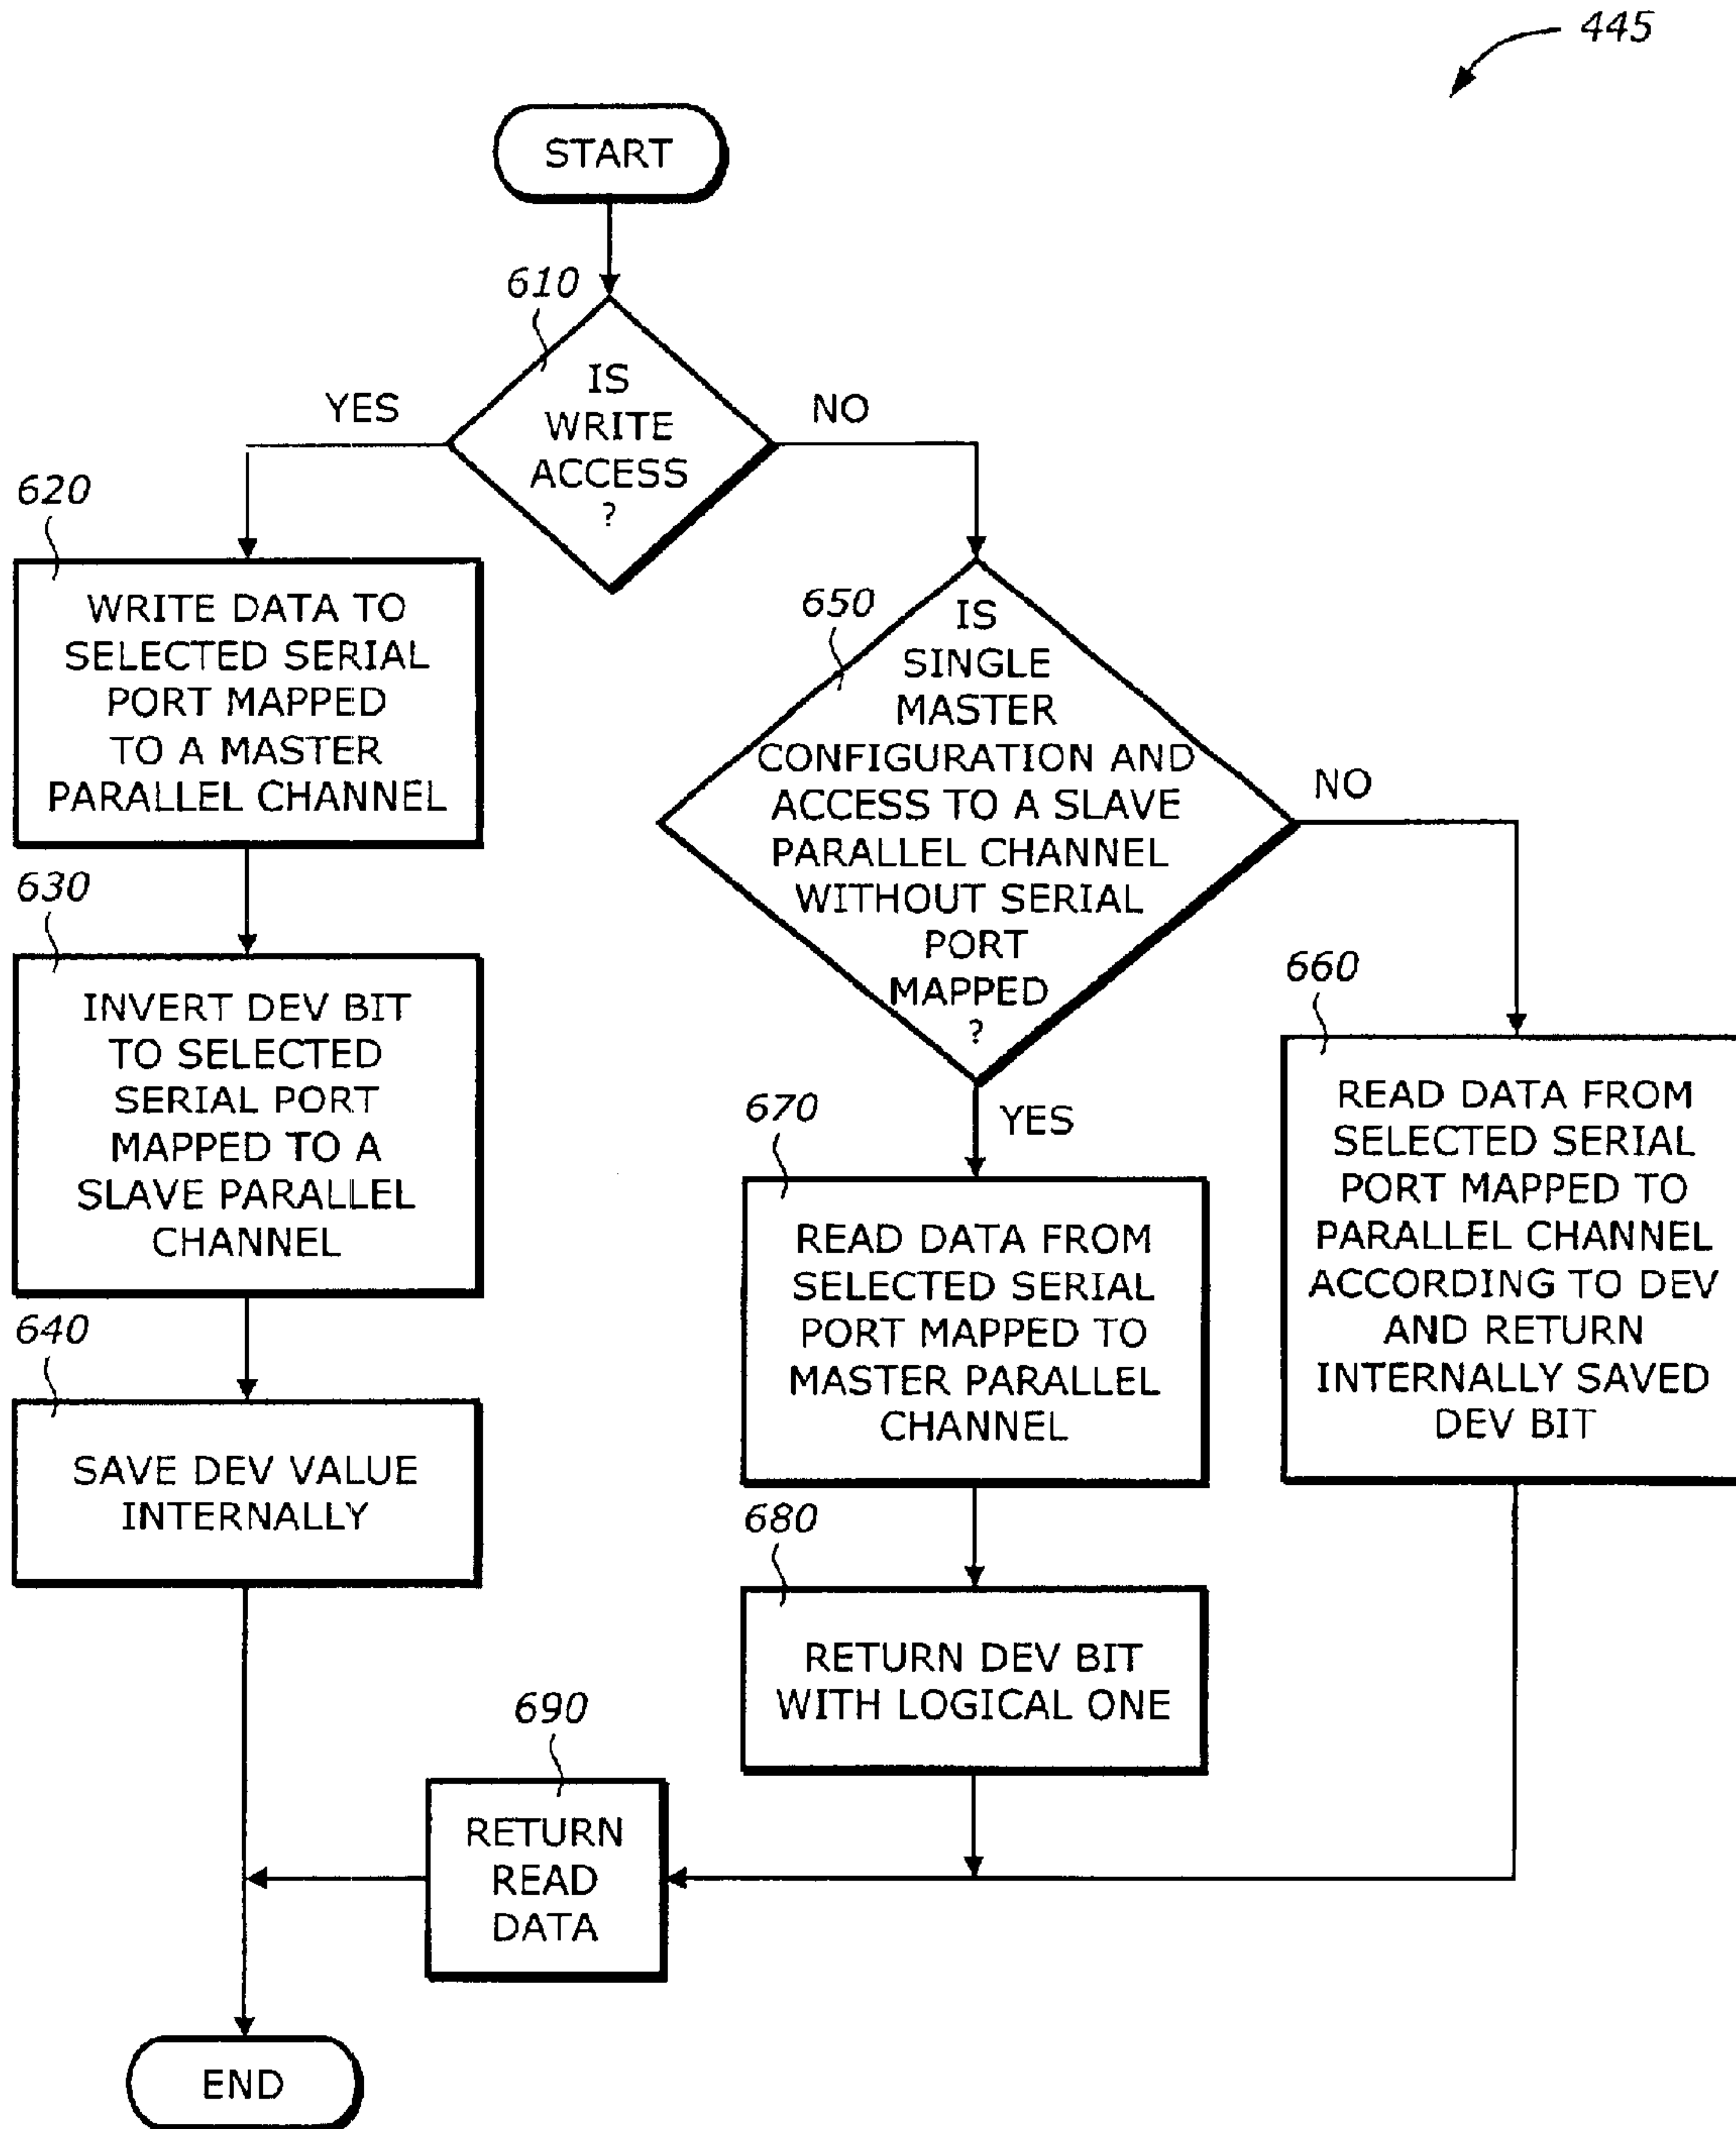 445
START
610
IS
WRITE
ACCESS
?
YES
NO
620
WRITE DATA TO
SELECTED SERIAL
PORT MAPPED
TO A MASTER
PARALLEL CHANNEL
630
INVERT DEV BIT
TO SELECTED
SERIAL PORT
MAPPED TO A
SLAVE PARALLEL
CHANNEL
640
SAVE DEV VALUE
INTERNALLY
650
IS
SINGLE
MASTER
CONFIGURATION AND
ACCESS TO A SLAVE
PARALLEL CHANNEL
WITHOUT SERIAL
PORT
MAPPED
?
NO
YES
660
READ DATA FROM
SELECTED SERIAL
PORT MAPPED TO
PARALLEL CHANNEL
ACCORDING TO DEV
AND RETURN
INTERNALLY SAVED
DEV BIT
670
READ DATA FROM
SELECTED SERIAL
PORT MAPPED TO
MASTER PARALLEL
CHANNEL
680
RETURN DEV BIT
WITH LOGICAL ONE
690
RETURN
READ
DATA
END